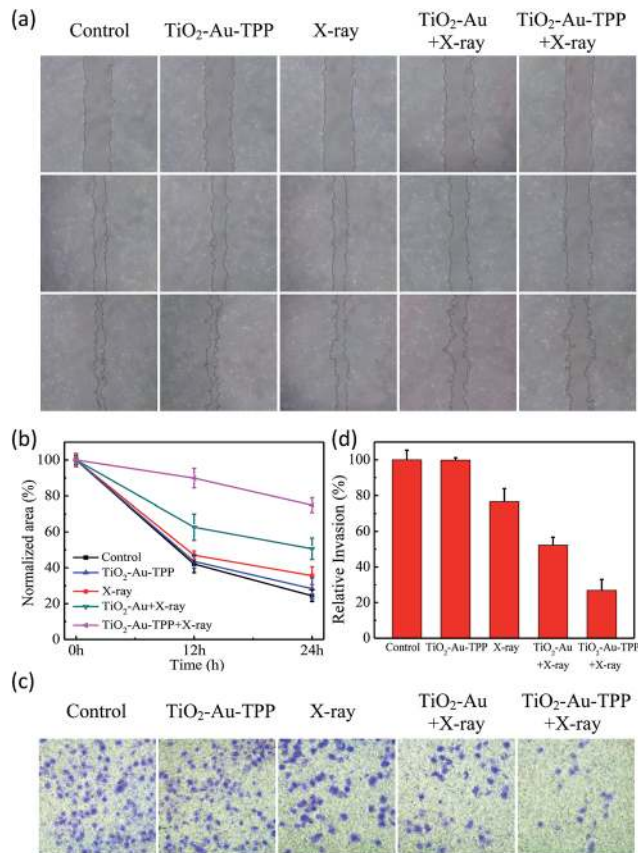 (a)
Control TiO₂-Au-TPP X-ray TiO₂-Au +X-ray TiO₂-Au-TPP +X-ray
(b)
Normalized area (%)
100
80
60
40
20
0
Control
TiO₂-Au-TPP
X-ray
TiO₂-Au+X-ray
TiO₂-Au-TPP+X-ray
0h 12h 24h
Time (h)
(d)
Relative Invasion (%)
100
80
60
40
20
0
Control TiO₂-Au-TPP X-ray TiO₂-Au +X-ray TiO₂-Au-TPP +X-ray
(c)
Control TiO₂-Au-TPP X-ray TiO₂-Au +X-ray TiO₂-Au-TPP +X-ray